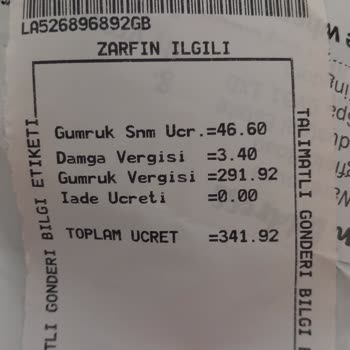 LA526896892GB
ZARFIN ILGILI
TALIMATLI GONDERI BILGI ETIKETI
Gumruk Snm Ucr.=46.60
Damga Vergisi =3.40
Gumruk Vergisi =291.92
Iade Ucreti =0.00
TOPLAM UCRET =341.92
TALIMATLI GONDERI BILGI